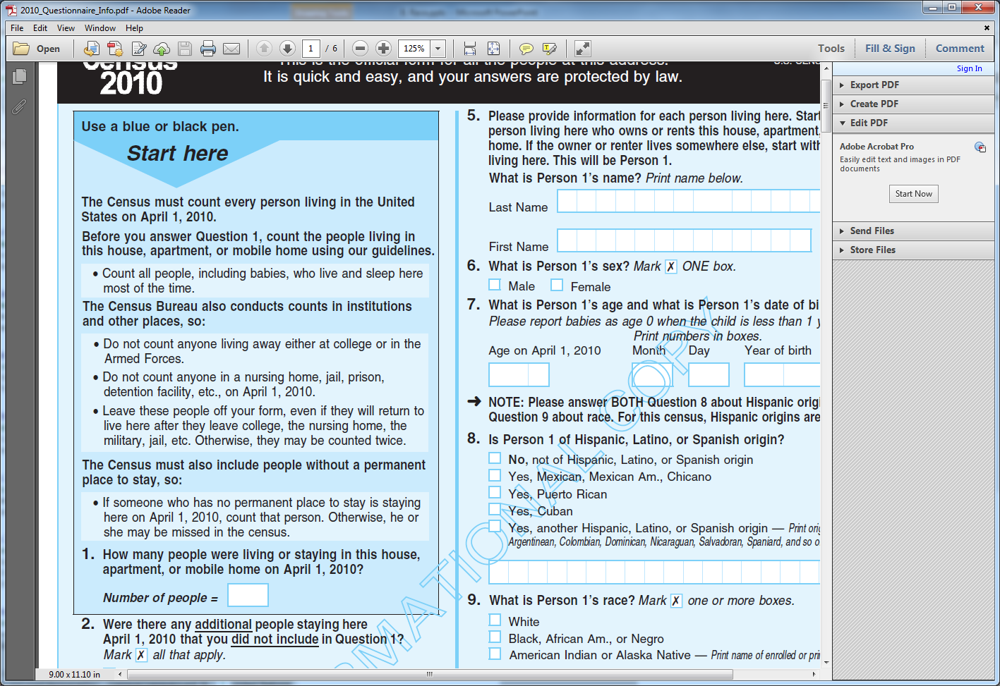 2010_Questionnaire_Info.pdf - Adobe Reader
File Edit View Window Help
Open 1 / 6 125% Tools Fill & Sign Comment
Sign In
Export PDF
Create PDF
Edit PDF
Adobe Acrobat Pro
Easily edit text and images in PDF
documents
Start Now
Send Files
Store Files
Census
2010
This is the official form for all the people at this address.
It is quick and easy, and your answers are protected by law.
Use a blue or black pen.
Start here
The Census must count every person living in the United
States on April 1, 2010.
Before you answer Question 1, count the people living in
this house, apartment, or mobile home using our guidelines.
• Count all people, including babies, who live and sleep here
most of the time.
The Census Bureau also conducts counts in institutions
and other places, so:
• Do not count anyone living away either at college or in the
Armed Forces.
• Do not count anyone in a nursing home, jail, prison,
detention facility, etc., on April 1, 2010.
• Leave these people off your form, even if they will return to
live here after they leave college, the nursing home, the
military, jail, etc. Otherwise, they may be counted twice.
The Census must also include people without a permanent
place to stay, so:
• If someone who has no permanent place to stay is staying
here on April 1, 2010, count that person. Otherwise, he or
she may be missed in the census.
1. How many people were living or staying in this house,
apartment, or mobile home on April 1, 2010?
Number of people =
2. Were there any additional people staying here
April 1, 2010 that you did not include in Question 1?
Mark ✗ all that apply.
5. Please provide information for each person living here. Start
person living here who owns or rents this house, apartment,
home. If the owner or renter lives somewhere else, start with
living here. This will be Person 1.
What is Person 1's name? Print name below.
Last Name
First Name
6. What is Person 1's sex? Mark ✗ ONE box.
Male Female
7. What is Person 1's age and what is Person 1's date of bi
Please report babies as age 0 when the child is less than 1 y
Print numbers in boxes.
Age on April 1, 2010 Month Day Year of birth
➔ NOTE: Please answer BOTH Question 8 about Hispanic orig
Question 9 about race. For this census, Hispanic origins are
8. Is Person 1 of Hispanic, Latino, or Spanish origin?
No, not of Hispanic, Latino, or Spanish origin
Yes, Mexican, Mexican Am., Chicano
Yes, Puerto Rican
Yes, Cuban
Yes, another Hispanic, Latino, or Spanish origin — Print orig
Argentinean, Colombian, Dominican, Nicaraguan, Salvadoran, Spaniard, and so o
9. What is Person 1's race? Mark ✗ one or more boxes.
White
Black, African Am., or Negro
American Indian or Alaska Native — Print name of enrolled or pri
RMATIONAL COPY
9.00 x 11.10 in